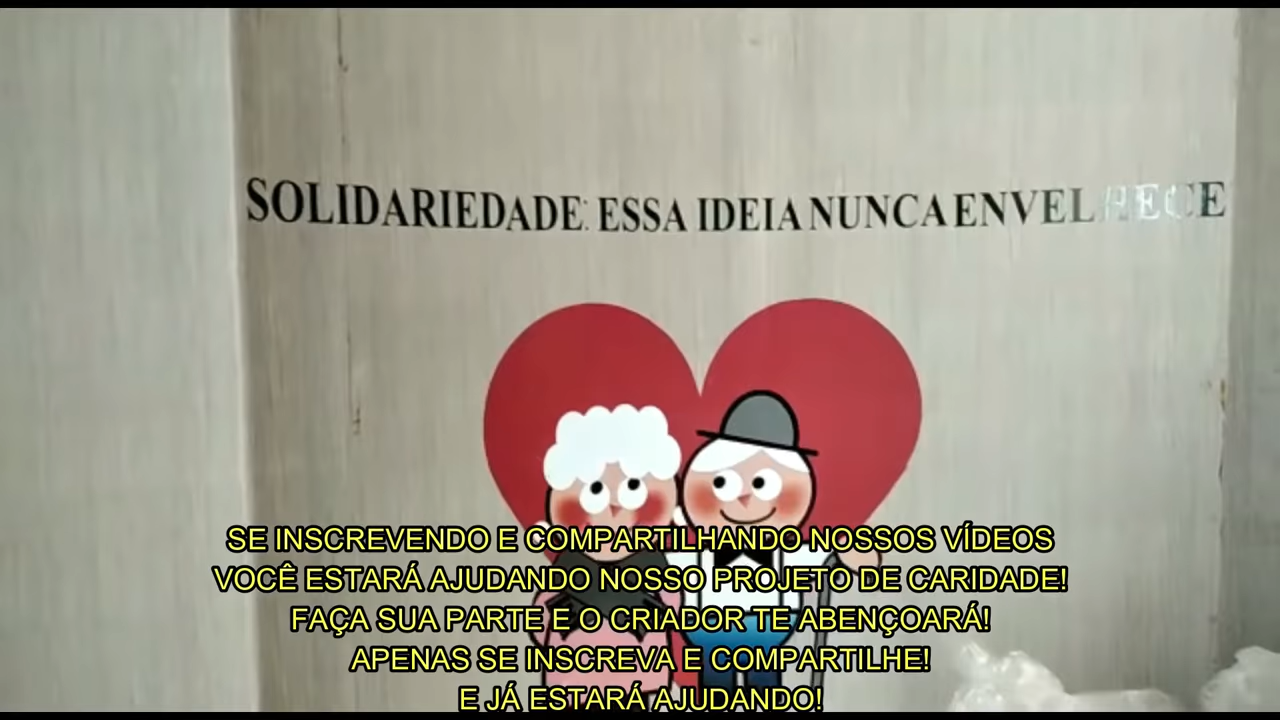 SOLIDARIEDADE: ESSA IDEIA NUNCA ENVELHECE
SE INSCREVENDO E COMPARTILHANDO NOSSOS VÍDEOS
VOCÊ ESTARÁ AJUDANDO NOSSO PROJETO DE CARIDADE!
FAÇA SUA PARTE E O CRIADOR TE ABENÇOARÁ!
APENAS SE INSCREVA E COMPARTILHE!
E JÁ ESTARÁ AJUDANDO!